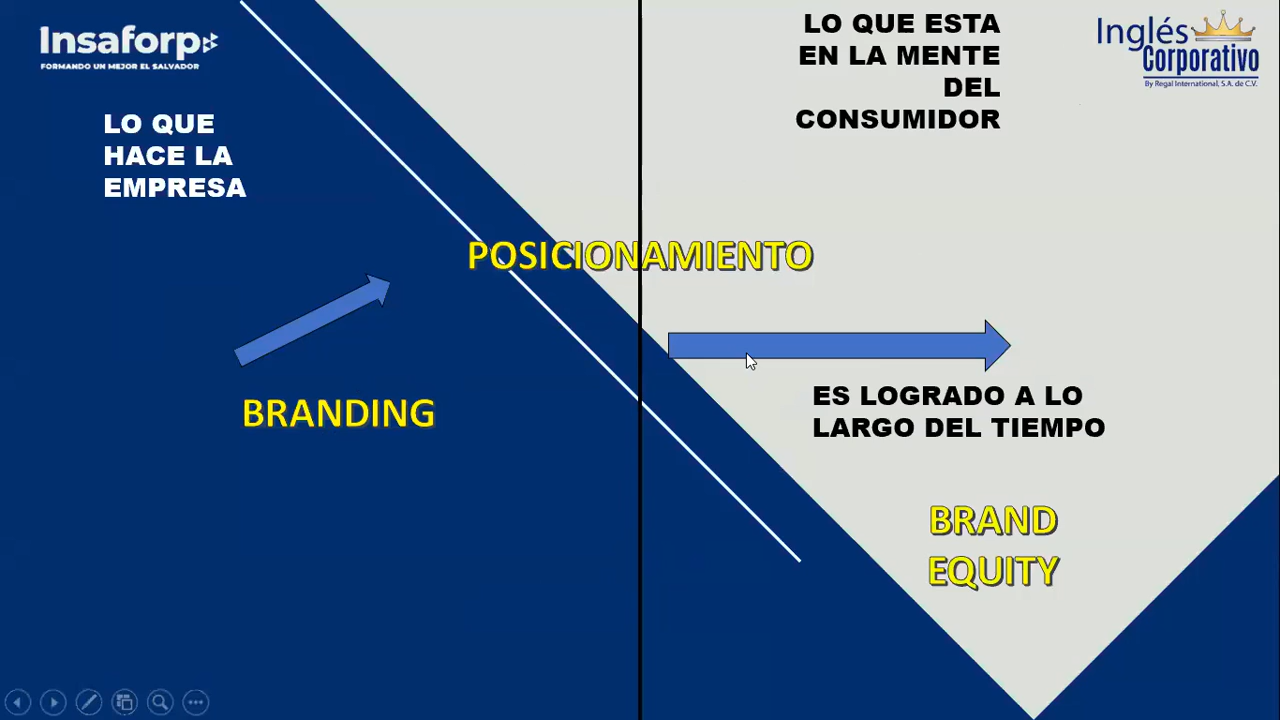 Insaforp
FORMANDO UN MEJOR EL SALVADOR
LO QUE
HACE LA
EMPRESA
LO QUE ESTA
EN LA MENTE
DEL
CONSUMIDOR
Inglés
Corporativo
By Regal International, S.A. de C.V.
POSICIONAMIENTO
BRANDING
ES LOGRADO A LO
LARGO DEL TIEMPO
BRAND
EQUITY